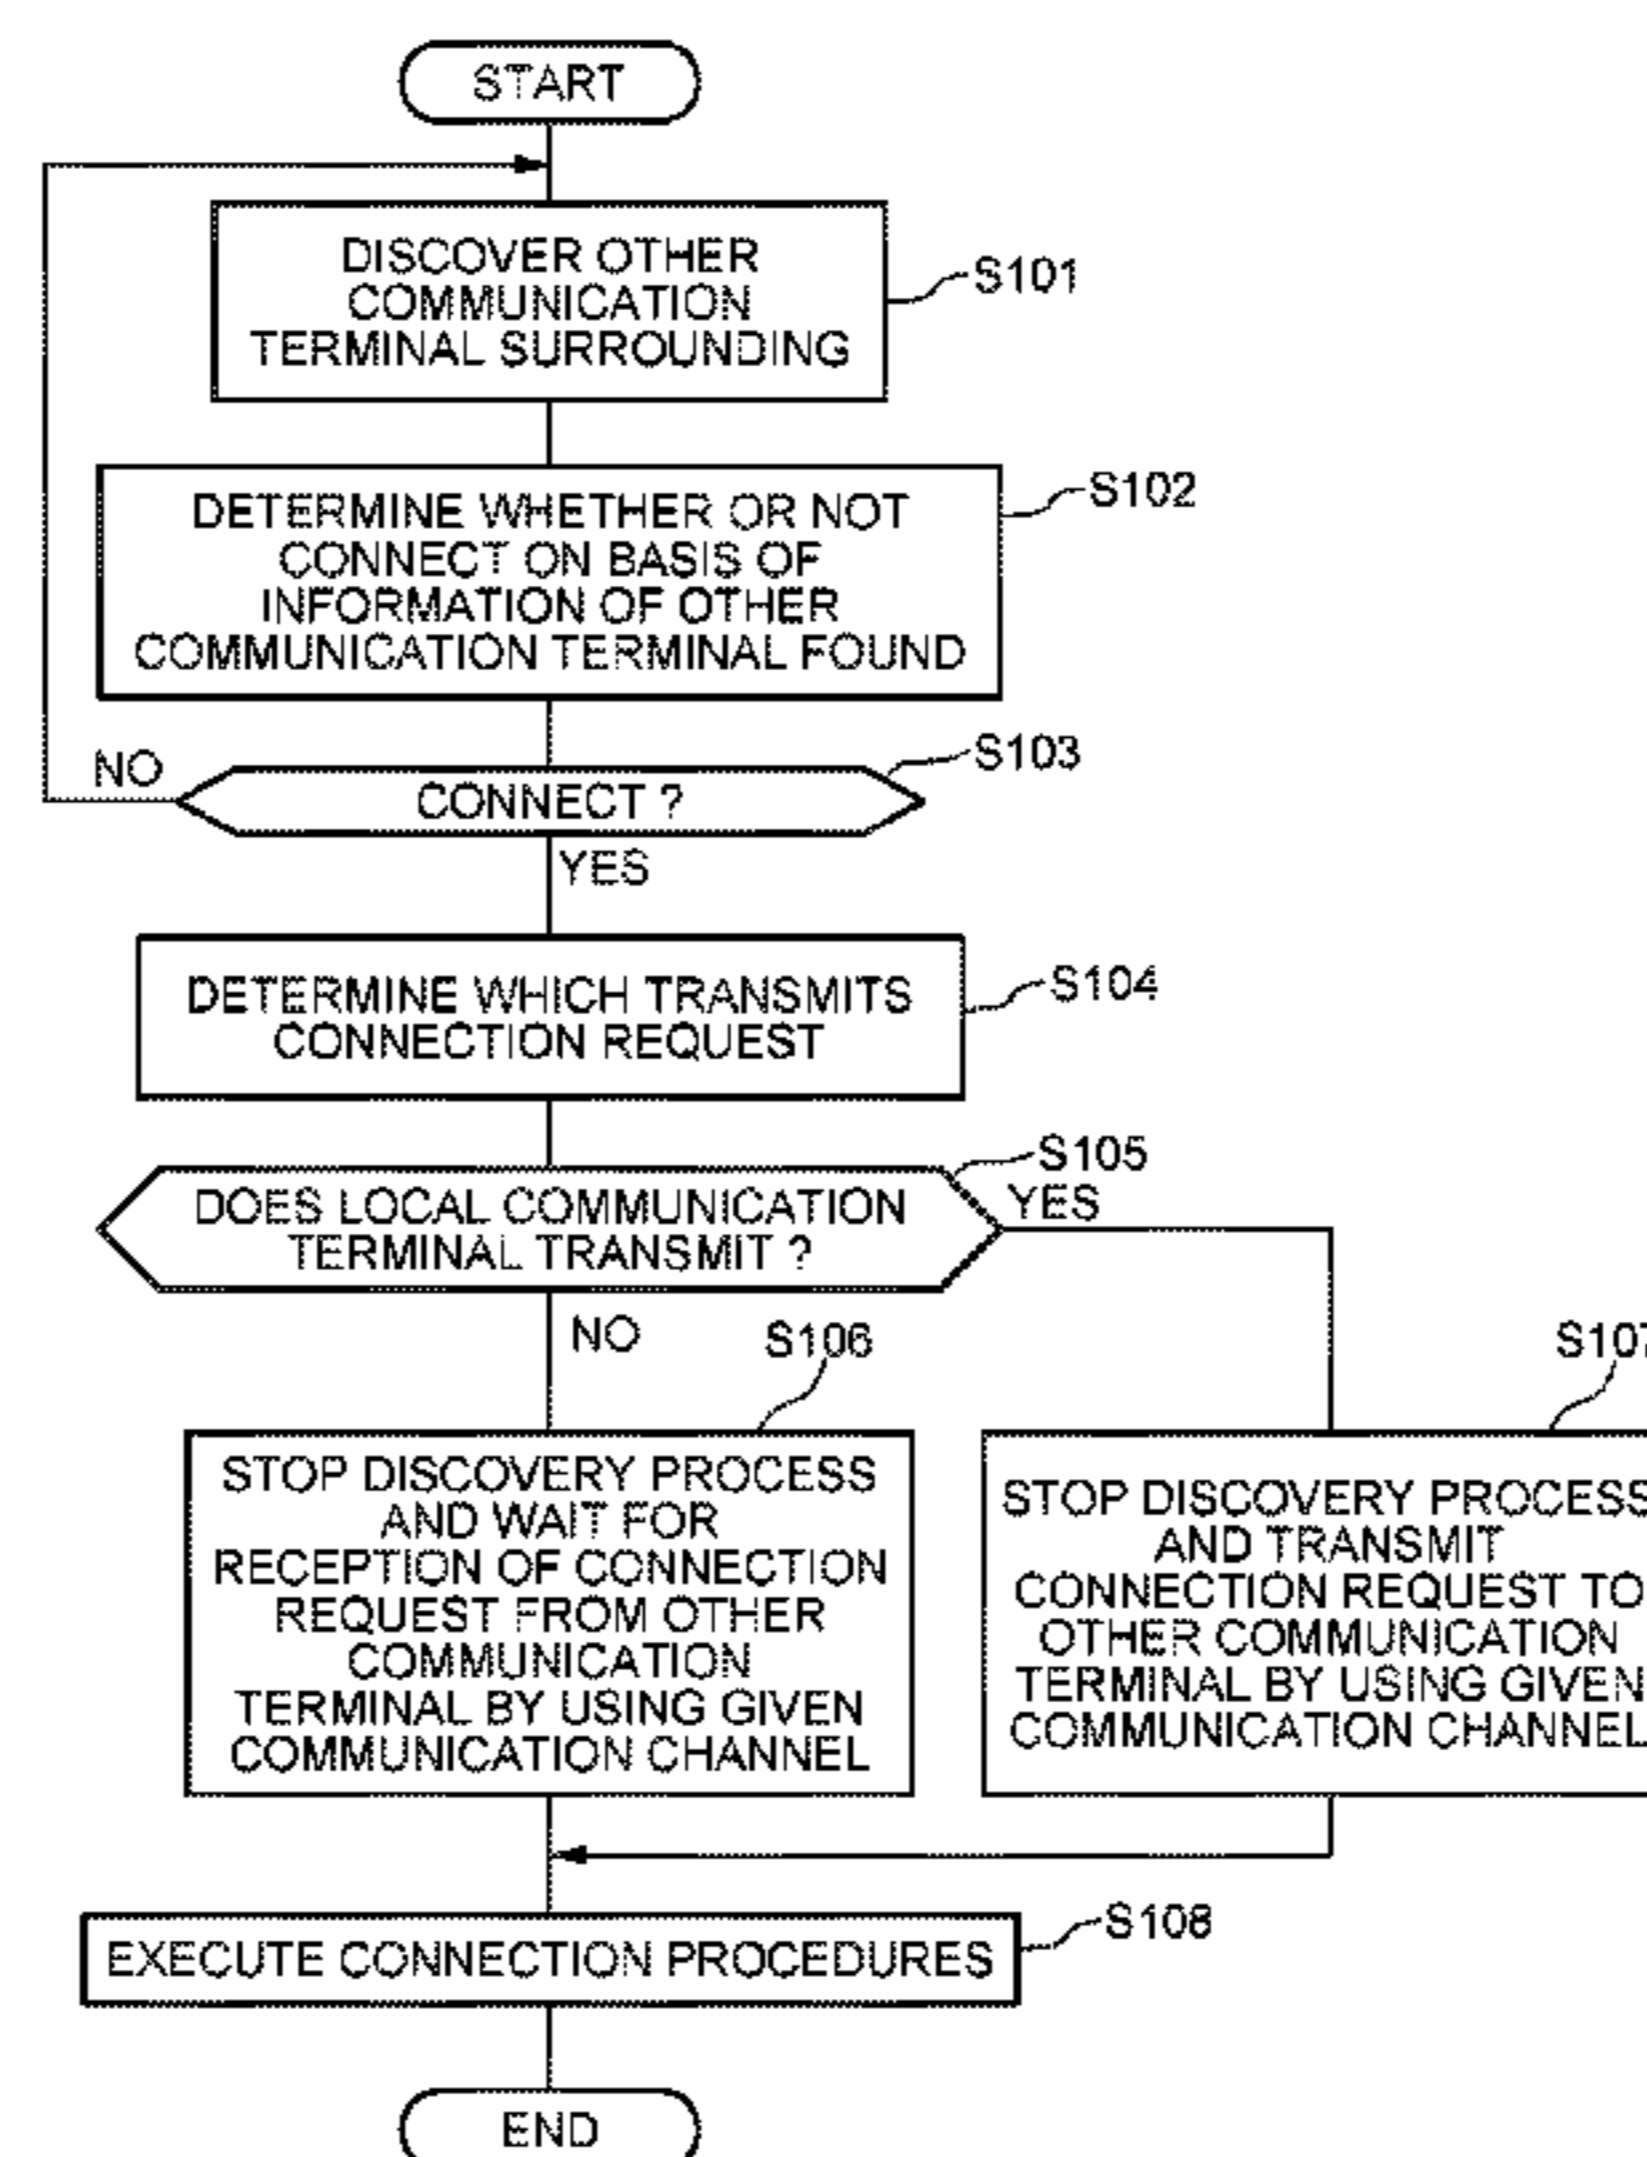 START
DISCOVER OTHER
COMMUNICATION
TERMINAL SURROUNDING
S101
DETERMINE WHETHER OR NOT
CONNECT ON BASIS OF
INFORMATION OF OTHER
COMMUNICATION TERMINAL FOUND
S102
NO
CONNECT ?
S103
YES
DETERMINE WHICH TRANSMITS
CONNECTION REQUEST
S104
DOES LOCAL COMMUNICATION
TERMINAL TRANSMIT ?
S105
YES
NO
S106
STOP DISCOVERY PROCESS
AND WAIT FOR
RECEPTION OF CONNECTION
REQUEST FROM OTHER
COMMUNICATION
TERMINAL BY USING GIVEN
COMMUNICATION CHANNEL
S107
STOP DISCOVERY PROCESS
AND TRANSMIT
CONNECTION REQUEST TO
OTHER COMMUNICATION
TERMINAL BY USING GIVEN
COMMUNICATION CHANNEL
EXECUTE CONNECTION PROCEDURES
S108
END